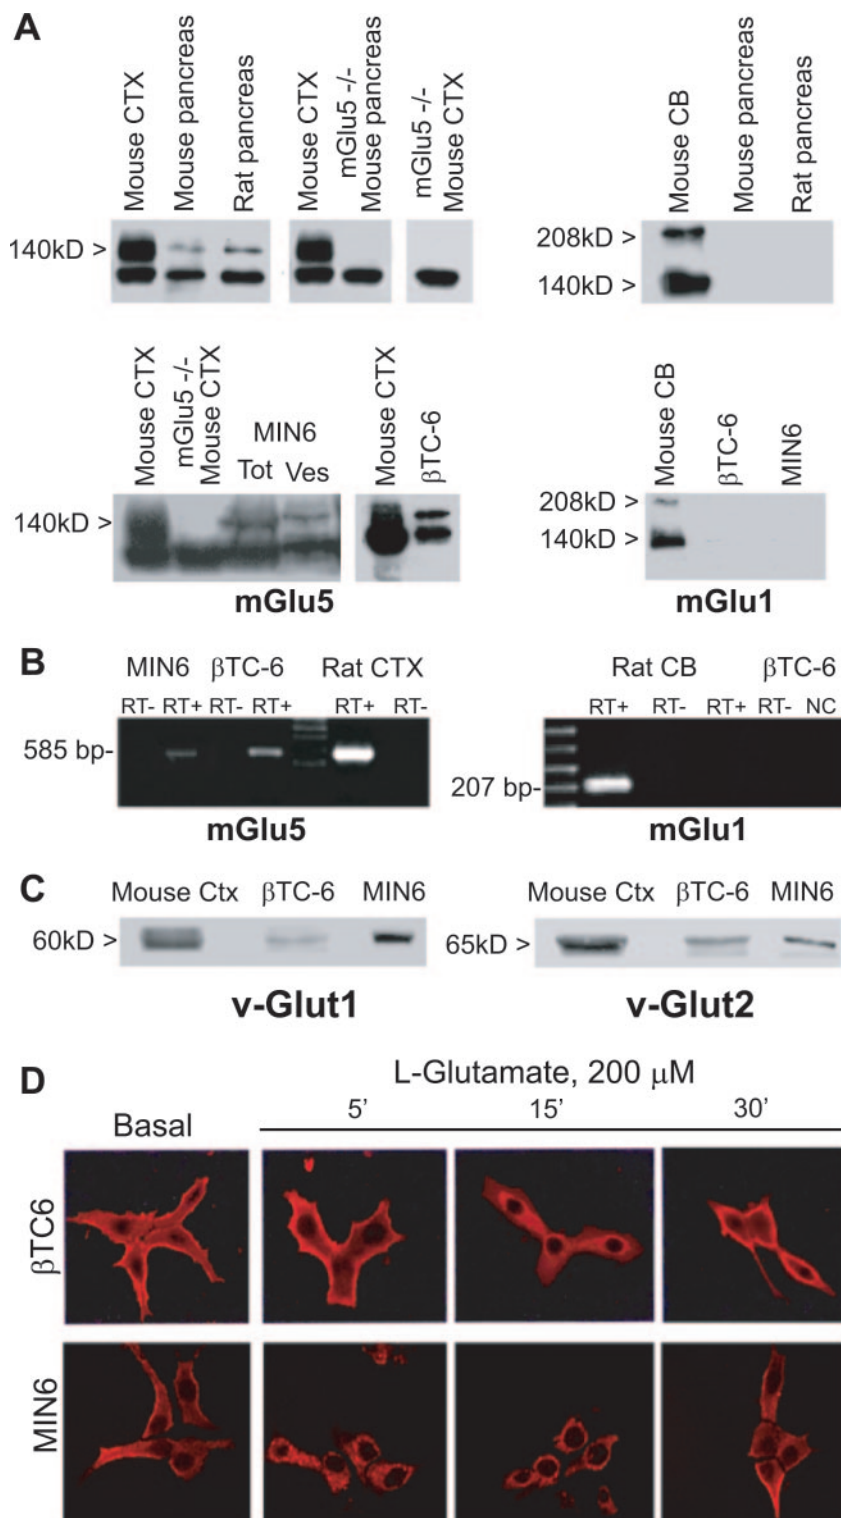 A
Mouse CTX
Mouse pancreas
Rat pancreas
Mouse CTX
mGlu5 -/-
Mouse pancreas
mGlu5 -/-
Mouse CTX
140kD >
Mouse CB
Mouse pancreas
Rat pancreas
208kD >
140kD >
Mouse CTX
mGlu5 -/-
Mouse CTX
MIN6
Tot Ves
Mouse CTX
βTC-6
140kD >
mGlu5
Mouse CB
βTC-6
MIN6
208kD >
140kD >
mGlu1
B
MIN6 βTC-6 Rat CTX
RT- RT+ RT- RT+ RT+ RT-
585 bp-
mGlu5
Rat CB βTC-6
RT+ RT- RT+ RT- NC
207 bp-
mGlu1
C
Mouse Ctx βTC-6 MIN6
60kD >
v-Glut1
Mouse Ctx βTC-6 MIN6
65kD >
v-Glut2
D
L-Glutamate, 200 μM
Basal 5' 15' 30'
βTC6
MIN6